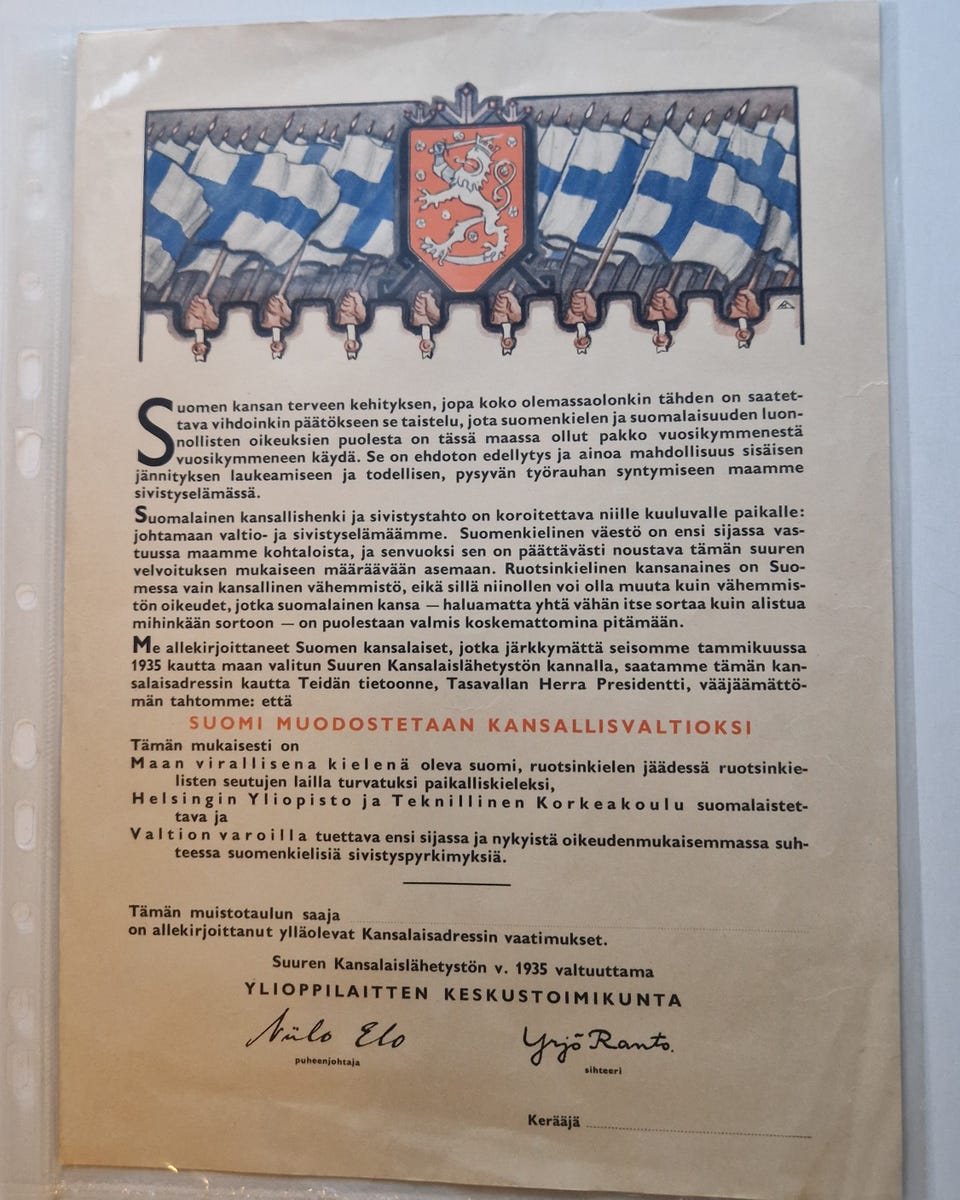 Suomen kansan terveen kehityksen, jopa koko olemassaolonkin tähden on saatet-
tava vihdoinkin päätökseen se taistelu, jota suomenkielen ja suomalaisuuden luon-
nollisten oikeuksien puolesta on tässä maassa ollut pakko vuosikymmenestä
vuosikymmeneen käydä. Se on ehdoton edellytys ja ainoa mahdollisuus sisäisen
jännityksen laukeamiseen ja todellisen, pysyvän työrauhan syntymiseen maamme
sivistyselämässä.
Suomalainen kansallishenki ja sivistystahto on koroitettava niille kuuluvalle paikalle:
johtamaan valtio- ja sivistyselämäämme. Suomenkielinen väestö on ensi sijassa vas-
tuussa maamme kohtaloista, ja senvuoksi sen on päättävästi noustava tämän suuren
velvoituksen mukaiseen määräävään asemaan. Ruotsinkielinen kansanaines on Suo-
messa vain kansallinen vähemmistö, eikä sillä niinollen voi olla muuta kuin vähemmis-
tön oikeudet, jotka suomalainen kansa — haluamatta yhtä vähän itse sortaa kuin alistua
mihinkään sortoon — on puolestaan valmis koskemattomina pitämään.
Me allekirjoittaneet Suomen kansalaiset, jotka järkkymättä seisomme tammikuussa
1935 kautta maan valitun Suuren Kansalaislähetystön kannalla, saatamme tämän kan-
salaisadressin kautta Teidän tietoonne, Tasavallan Herra Presidentti, vääjäämättö-
män tahtomme: että
SUOMI MUODOSTETAAN KANSALLISVALTIOKSI
Tämän mukaisesti on
Maan virallisena kielenä oleva suomi, ruotsinkielen jäädessä ruotsinkie-
listen seutujen lailla turvatuksi paikalliskieleksi,
Helsingin Yliopisto ja Teknillinen Korkeakoulu suomalaistet-
tava ja
Valtion varoilla tuettava ensi sijassa ja nykyistä oikeudenmukaisemmassa suh-
teessa suomenkielisiä sivistyspyrkimyksiä.
Tämän muistotaulun saaja
on allekirjoittanut ylläolevat Kansalaisadressin vaatimukset.
Suuren Kansalaislähetystön v. 1935 valtuuttama
YLIOPPILAITTEN KESKUSTOIMIKUNTA
Niilo Elo Yrjö Ranto.
puheenjohtaja sihteeri
Kerääjä